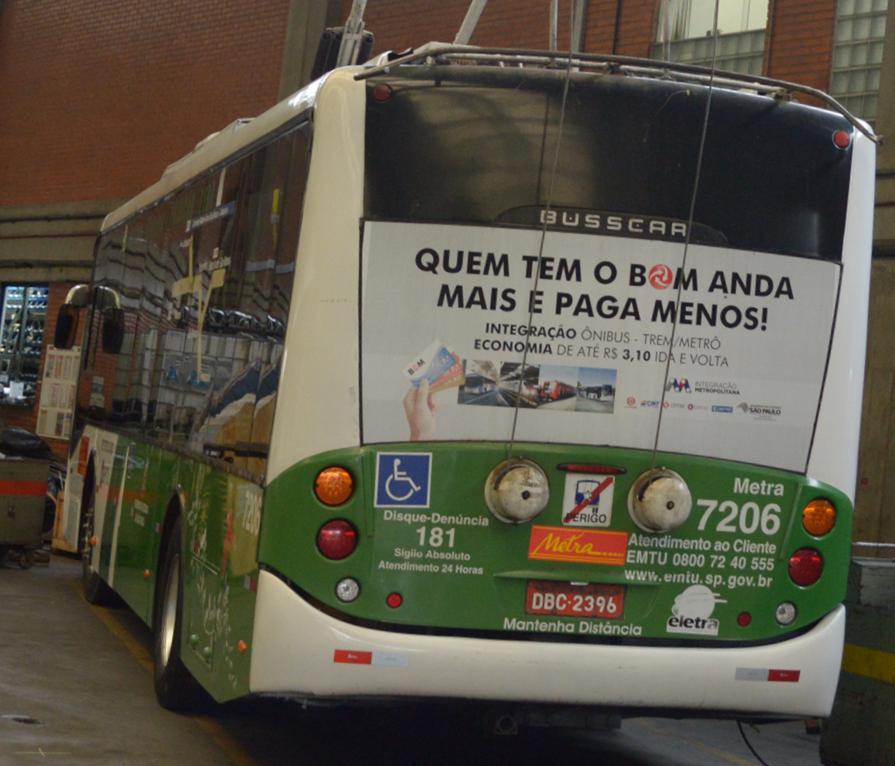 BUSSCAR
QUEM TEM O BOM ANDA
MAIS E PAGA MENOS!
INTEGRAÇÃO ÔNIBUS - TREM/METRÔ
ECONOMIA DE ATÉ R$ 3,10 IDA E VOLTA
BOM
INTEGRAÇÃO
METROPOLITANA
SÃO PAULO
Disque-Denúncia
181
Sigilo Absoluto
Atendimento 24 Horas
PERIGO
Metra
DBC-2396
Mantenha Distância
Metra
7206
Atendimento ao Cliente
EMTU 0800 72 40 555
www.emtu.sp.gov.br
eletra
7206